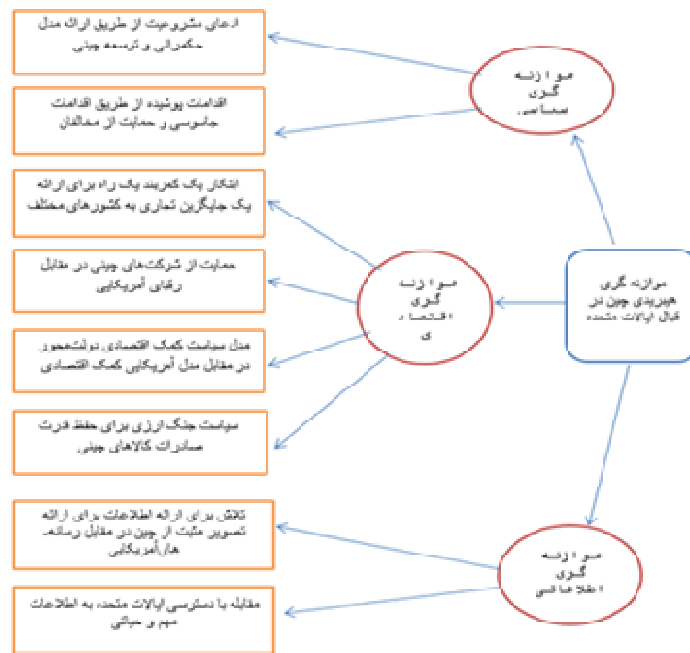 موازنه گری
هیبریدی چین در
قبال ایالات متحده
موازنه
گری
سیاسی
ادعای مشروعیت از طریق ارائه مدل
حکمرانی و توسعه چینی
اقدامات پوشیده از طریق اقدامات
جاسوسی و حمایت از مخالفان
موازنه
گری
اقتصاد
ی
ابتکار یک کمربند یک راه برای ارائه
یک جایگزین تجاری به کشورهای مختلف
حمایت از شرکت‌های چینی در مقابل
رقبای آمریکایی
مدل سیاست کمک اقتصادی دولت‌محور
در مقابل مدل آمریکایی کمک اقتصادی
سیاست جنگ ارزی برای حفظ قدرت
صادرات کالاهای چینی
موازنه
گری
اطلاعاتی
تلاش برای ارائه اطلاعات برای ارائه
تصویر مثبت از چین در مقابل رسانه‌
های آمریکایی
مقابله با دسترسی ایالات متحده به اطلاعات
مهم و حیاتی